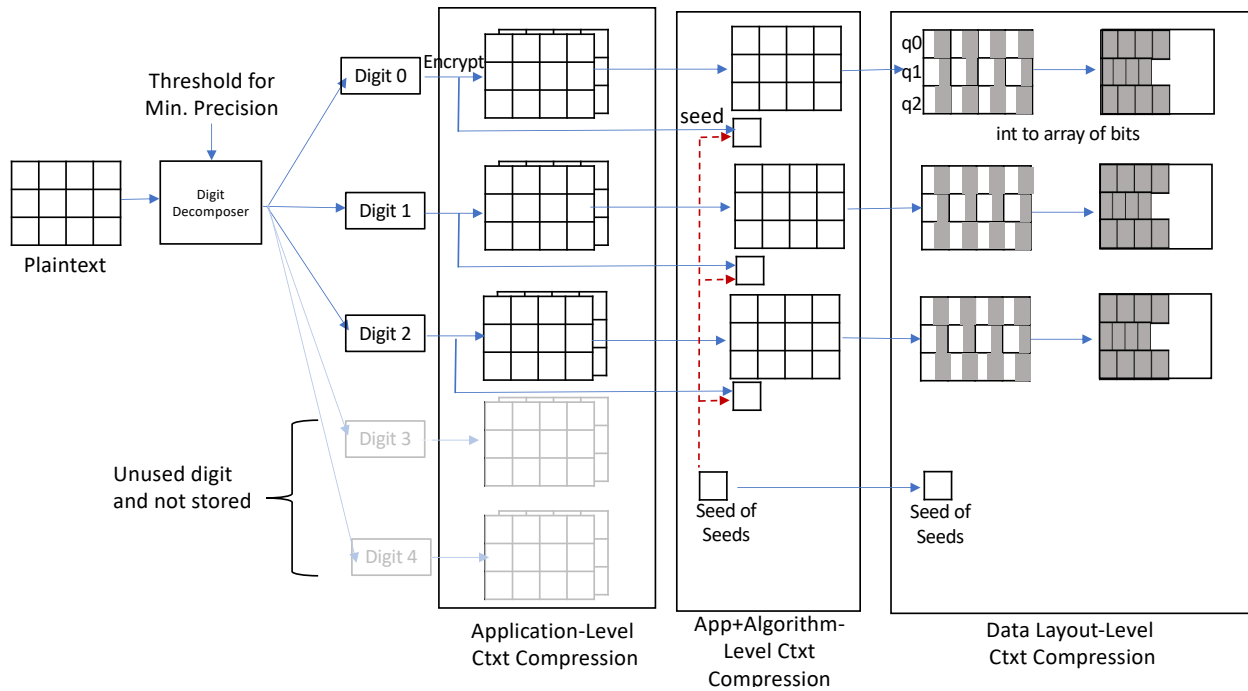 Threshold for
Min. Precision
Plaintext
Digit
Decomposer
Digit 0
Encrypt
Digit 1
Digit 2
Digit 3
Digit 4
Unused digit
and not stored
Application-Level
Ctxt Compression
seed
Seed of
Seeds
App+Algorithm-
Level Ctxt
Compression
q0
q1
q2
int to array of bits
Seed of
Seeds
Data Layout-Level
Ctxt Compression